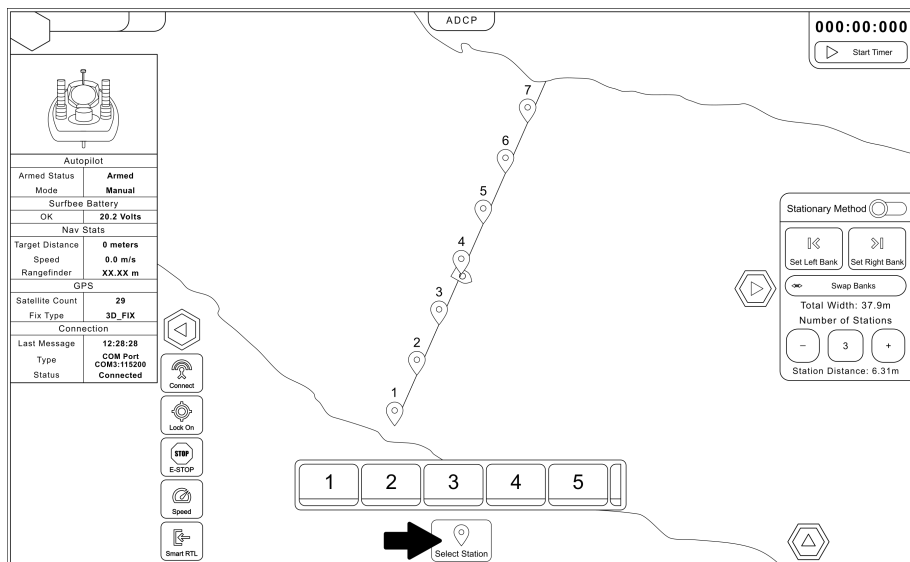 ADCP
000:00:000
Start Timer
Autopilot
Armed Status Armed
Mode Manual
Surfbee Battery
OK 20.2 Volts
Nav Stats
Target Distance 0 meters
Speed 0.0 m/s
Rangefinder XX.XX m
GPS
Satellite Count 29
Fix Type 3D_FIX
Connection
Last Message 12:28:28
Type COM Port
COM3:115200
Status Connected
Connect
Lock On
STOP
E-STOP
Speed
Smart RTL
7
6
5
4
3
2
1
Stationary Method
Set Left Bank
Set Right Bank
Swap Banks
Total Width: 37.9m
Number of Stations
– 3 +
Station Distance: 6.31m
1 2 3 4 5
Select Station